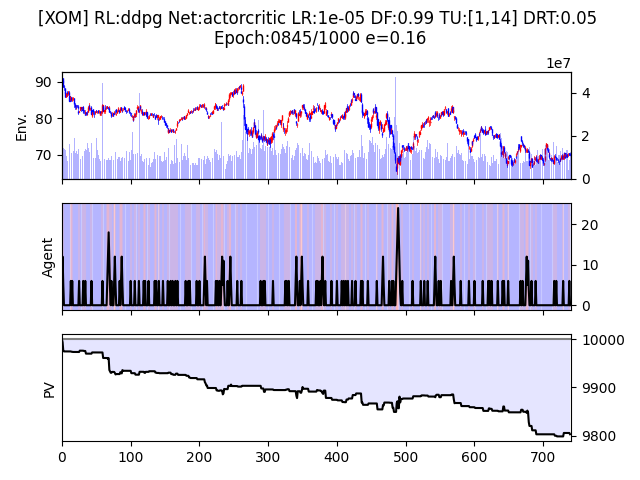 [XOM] RL:ddpg Net:actorcritic LR:1e-05 DF:0.99 TU:[1,14] DRT:0.05
Epoch:0845/1000 e=0.16
1e7
Env.
90
80
70
4
2
0
Agent
20
10
0
PV
10000
9900
9800
0 100 200 300 400 500 600 700